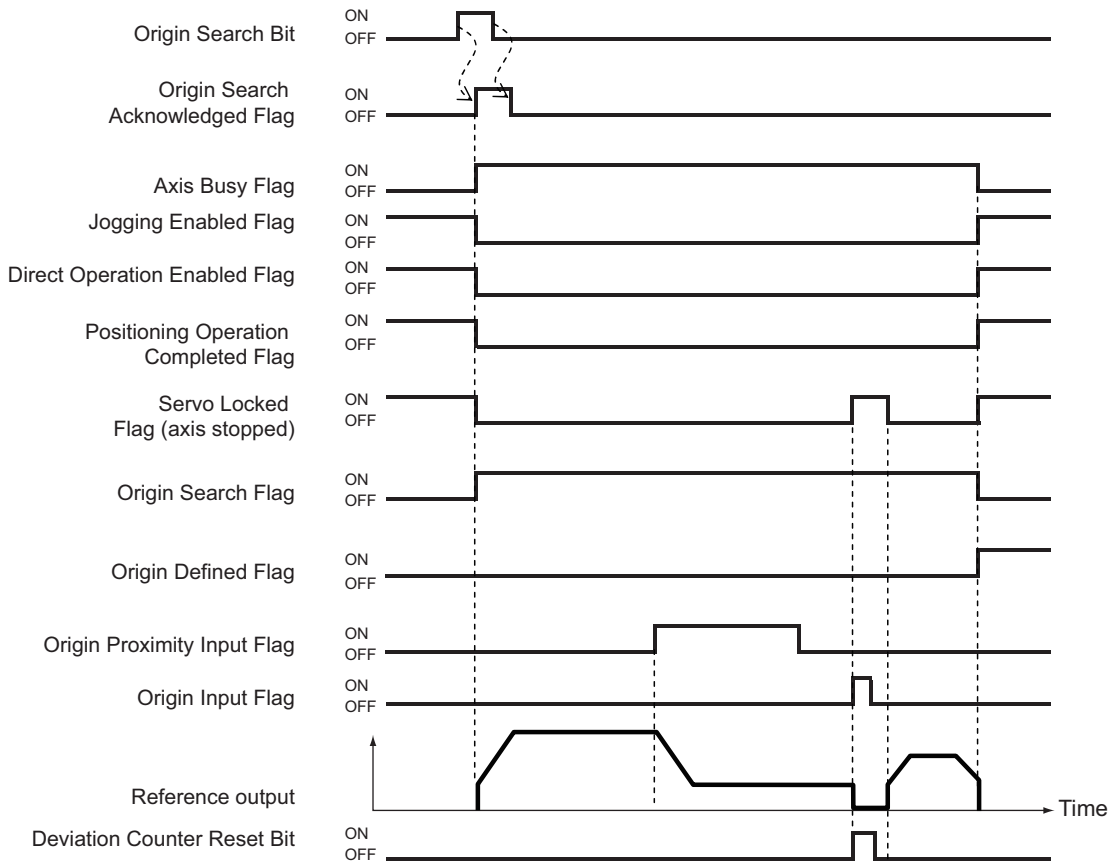 Origin Search Bit
ON
OFF
Origin Search
Acknowledged Flag
ON
OFF
Axis Busy Flag
ON
OFF
Jogging Enabled Flag
ON
OFF
Direct Operation Enabled Flag
ON
OFF
Positioning Operation
Completed Flag
ON
OFF
Servo Locked
Flag (axis stopped)
ON
OFF
Origin Search Flag
ON
OFF
Origin Defined Flag
ON
OFF
Origin Proximity Input Flag
ON
OFF
Origin Input Flag
ON
OFF
Reference output
Time
Deviation Counter Reset Bit
ON
OFF